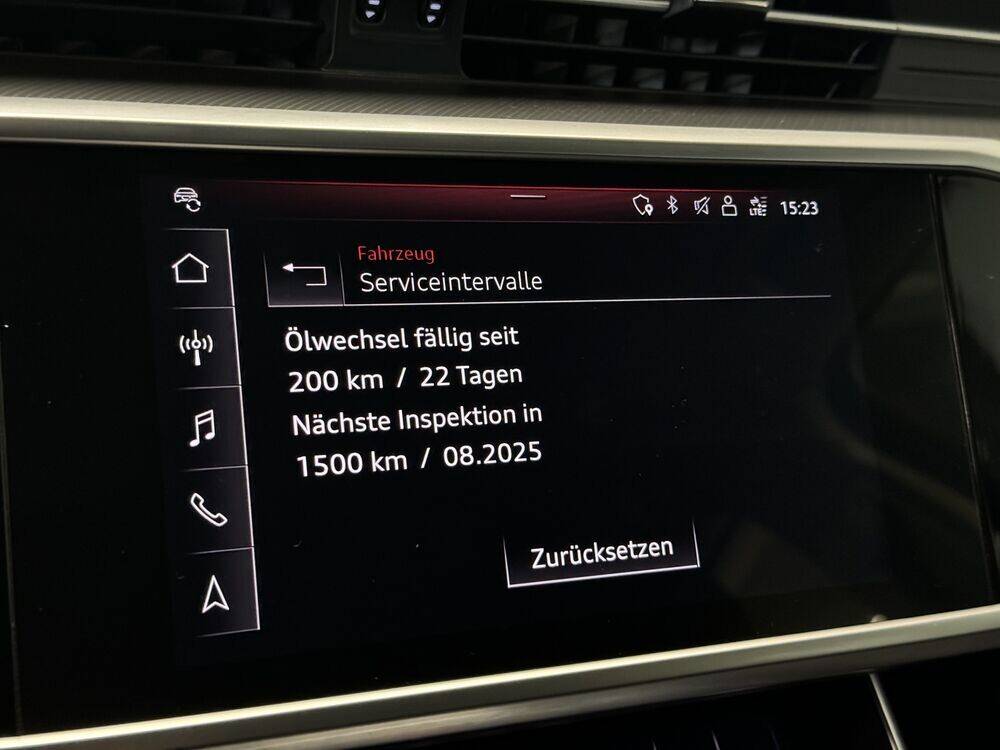 LTE
15:23
Fahrzeug
Serviceintervalle
Ölwechsel fällig seit
200 km / 22 Tagen
Nächste Inspektion in
1500 km / 08.2025
Zurücksetzen